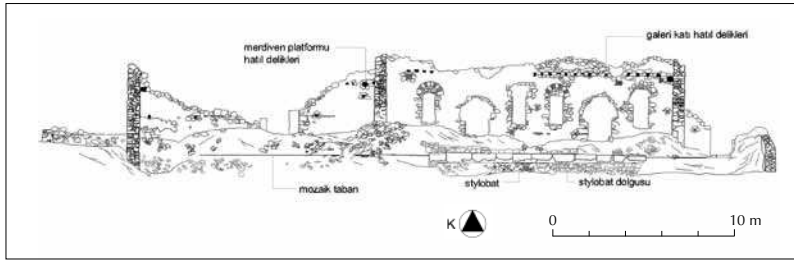 galeri katı hatıl delikleri
merdiven platformu
hatıl delikleri
mozaik taban
stylobat
stylobat dolgusu
K
0
10 m